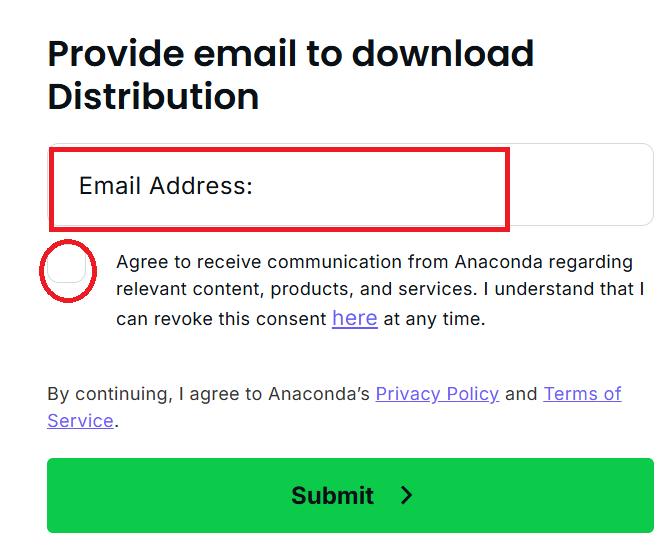 Provide email to download
Distribution
Email Address:
Agree to receive communication from Anaconda regarding
relevant content, products, and services. I understand that I
can revoke this consent here at any time.
By continuing, I agree to Anaconda's Privacy Policy and Terms of
Service.
Submit